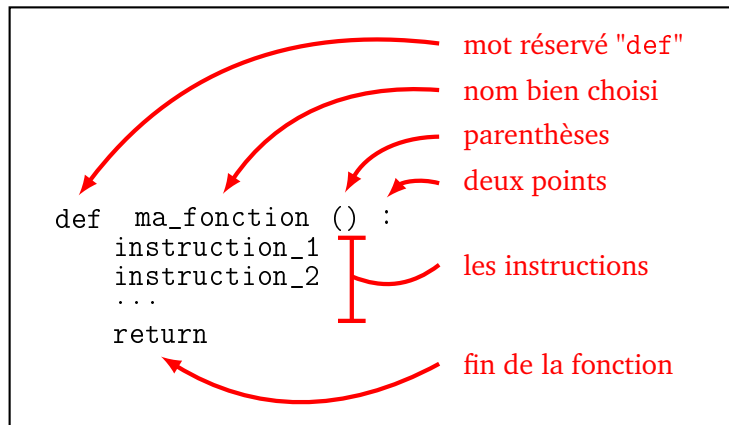 mot réservé "def"
nom bien choisi
parenthèses
deux points
def ma_fonction () :
instruction_1
instruction_2
...
return
les instructions
fin de la fonction